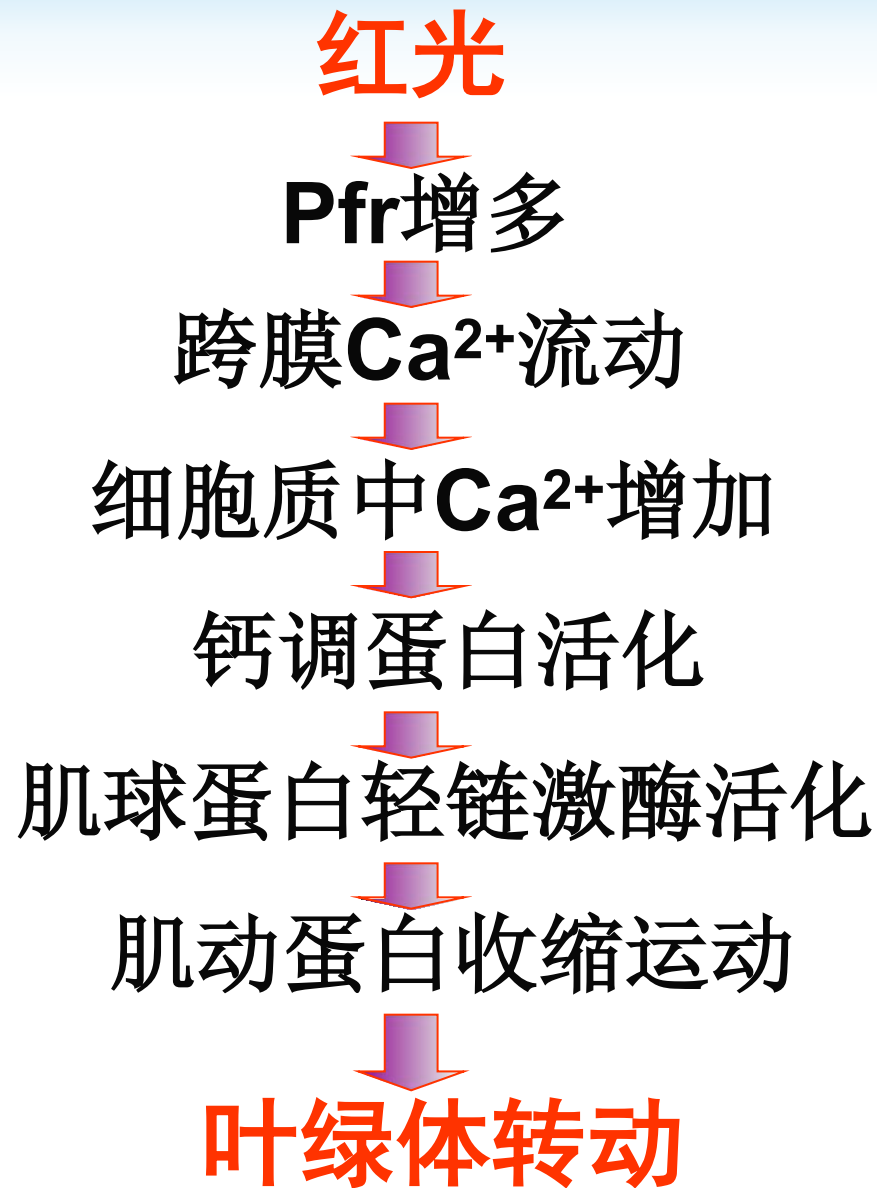 红光
Pfr增多
跨膜Ca²⁺流动
细胞质中Ca²⁺增加
钙调蛋白活化
肌球蛋白轻链激酶活化
肌动蛋白收缩运动
叶绿体转动